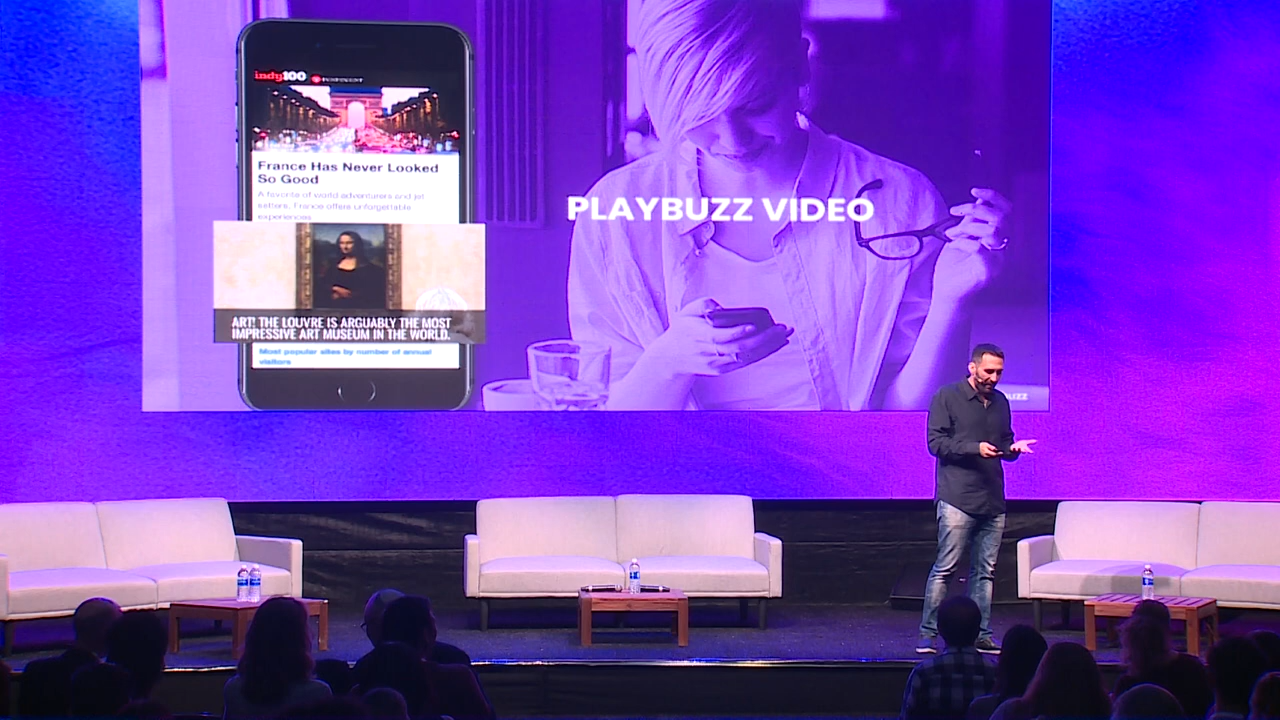 indy100 INDEPENDENT
France Has Never Looked
So Good
A favorite of world adventurers and jet
setters, France offers unforgettable
experiences.
ART! THE LOUVRE IS ARGUABLY THE MOST
IMPRESSIVE ART MUSEUM IN THE WORLD.
Most popular sites by number of annual
visitors
PLAYBUZZ VIDEO